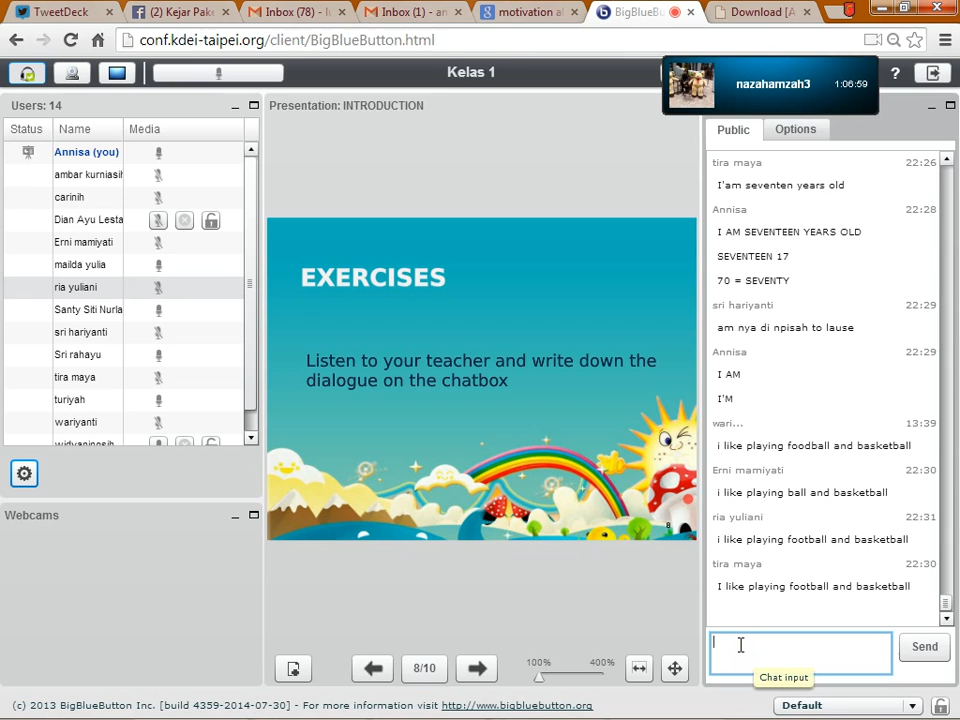 TweetDeck
(2) Kejar Pake
Inbox (78) - l
Inbox (1) - an
motivation al
BigBlueBu
Download [A
conf.kdei-taipei.org/client/BigBlueButton.html
Kelas 1
nazahamzah3
1:06:59
?
Users: 14
Status Name Media
Annisa (you)
ambar kurniasih
carinih
Dian Ayu Lesta
Erni mamiyati
mailda yulia
ria yuliani
Santy Siti Nurla
sri hariyanti
Sri rahayu
tira maya
turiyah
wariyanti
widyaningsih
Webcams
Presentation: INTRODUCTION
EXERCISES
Listen to your teacher and write down the
dialogue on the chatbox
8
8/10
100% 400%
Public Options
tira maya 22:26
I'am seventen years old
Annisa 22:28
I AM SEVENTEEN YEARS OLD
SEVENTEEN 17
70 = SEVENTY
sri hariyanti 22:29
am nya di npisah to lause
Annisa 22:29
I AM
I'M
wari... 13:39
i like playing foodball and basketball
Erni mamiyati 22:30
i like playing ball and basketball
ria yuliani 22:31
i like playing football and basketball
tira maya 22:30
I like playing football and basketball
Send
Chat input
(c) 2013 BigBlueButton Inc. [build 4359-2014-07-30] - For more information visit http://www.bigbluebutton.org
Default